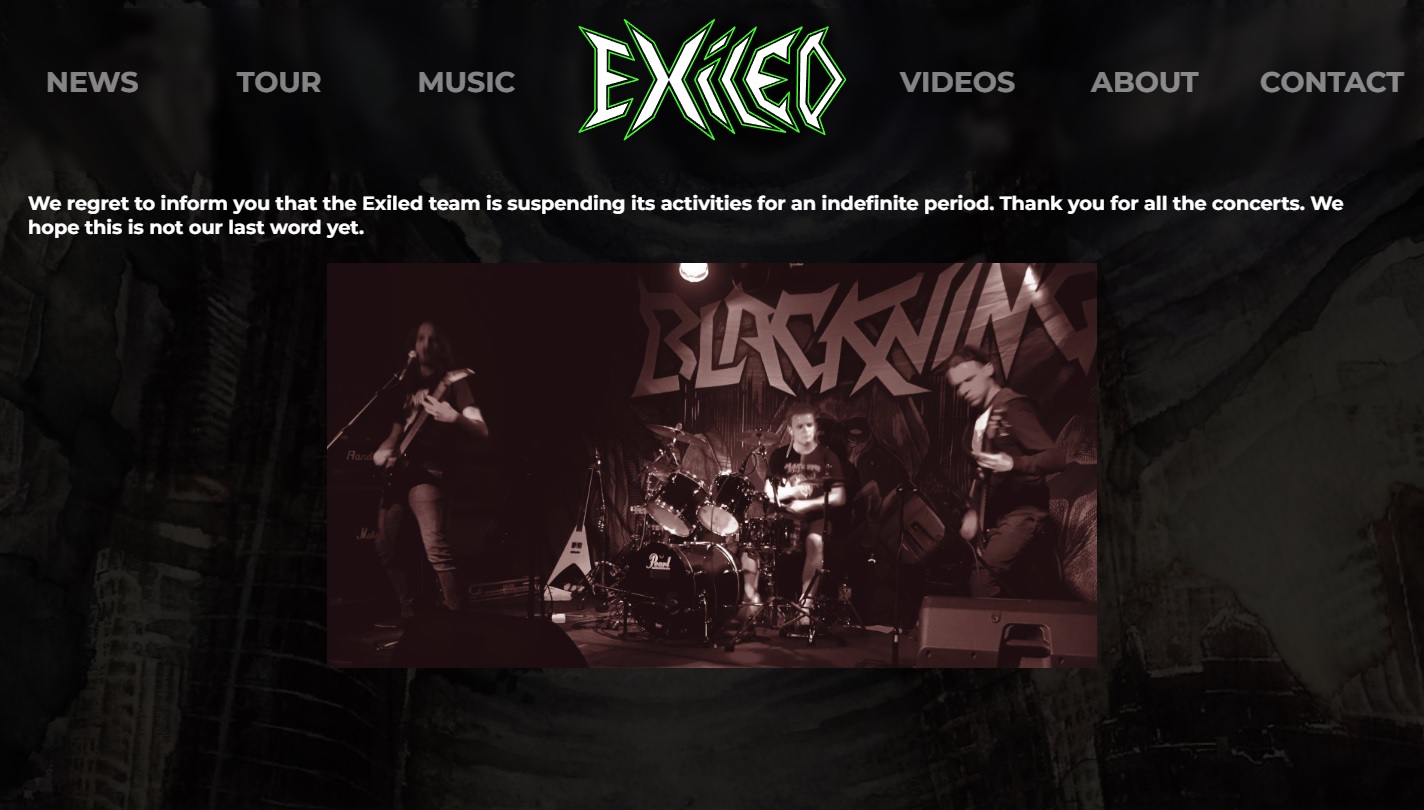 NEWS TOUR MUSIC EXiLED VIDEOS ABOUT CONTACT
We regret to inform you that the Exiled team is suspending its activities for an indefinite period. Thank you for all the concerts. We
hope this is not our last word yet.
BLACKNING
Rand
Pearl